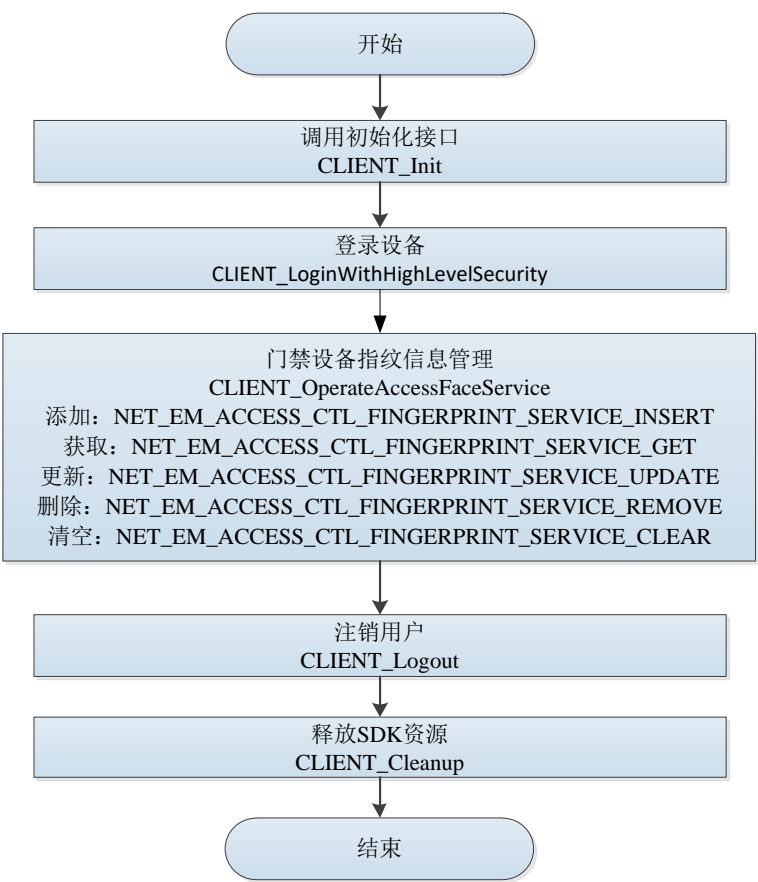 开始
调用初始化接口
CLIENT_Init
登录设备
CLIENT_LoginWithHighLevelSecurity
门禁设备指纹信息管理
CLIENT_OperateAccessFaceService
添加：NET_EM_ACCESS_CTL_FINGERPRINT_SERVICE_INSERT
获取：NET_EM_ACCESS_CTL_FINGERPRINT_SERVICE_GET
更新：NET_EM_ACCESS_CTL_FINGERPRINT_SERVICE_UPDATE
删除：NET_EM_ACCESS_CTL_FINGERPRINT_SERVICE_REMOVE
清空：NET_EM_ACCESS_CTL_FINGERPRINT_SERVICE_CLEAR
注销用户
CLIENT_Logout
释放SDK资源
CLIENT_Cleanup
结束